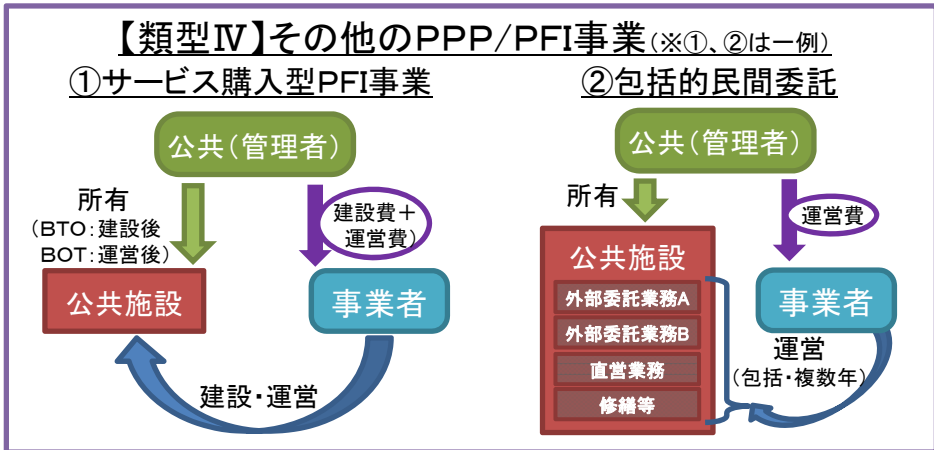 【類型Ⅳ】その他のPPP/PFI事業(※①、②は一例)
①サービス購入型PFI事業
公共(管理者)
所有
(BTO:建設後
BOT:運営後)
建設費+
運営費)
公共施設
事業者
建設・運営
②包括的民間委託
公共(管理者)
所有
運営費
公共施設
外部委託業務A
外部委託業務B
直営業務
修繕等
事業者
運営
(包括・複数年)